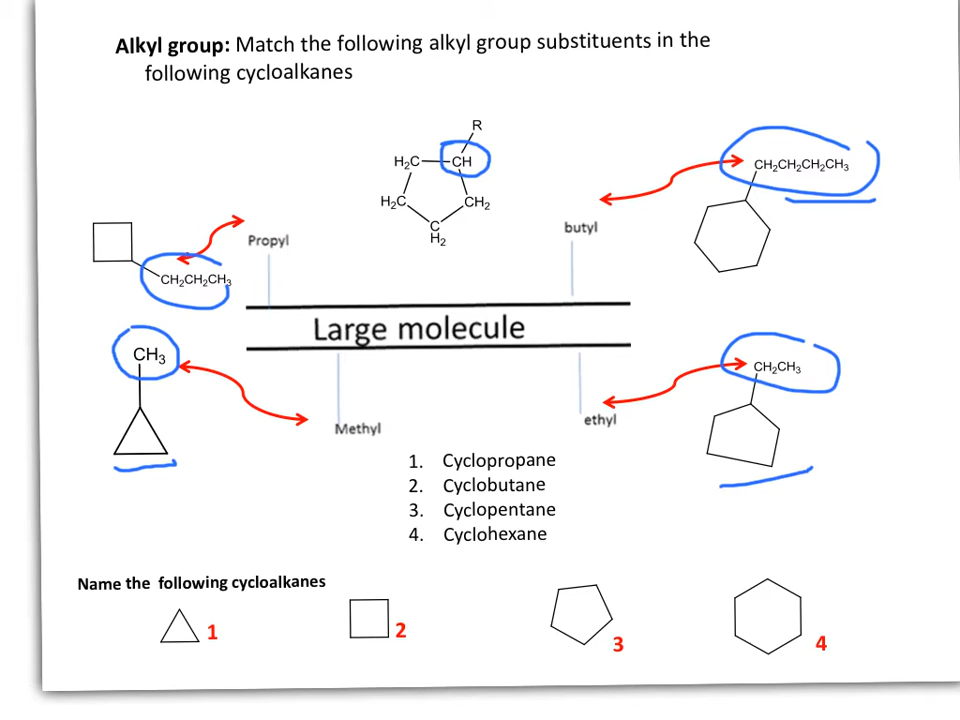 Alkyl group: Match the following alkyl group substituents in the
following cycloalkanes
R
H₂C
CH
H₂C
CH₂
C
H₂
CH₂CH₂CH₂CH₃
Propyl
butyl
CH₂CH₂CH₃
Large molecule
CH₃
CH₂CH₃
Methyl
ethyl
1. Cyclopropane
2. Cyclobutane
3. Cyclopentane
4. Cyclohexane
Name the following cycloalkanes
1
2
3
4